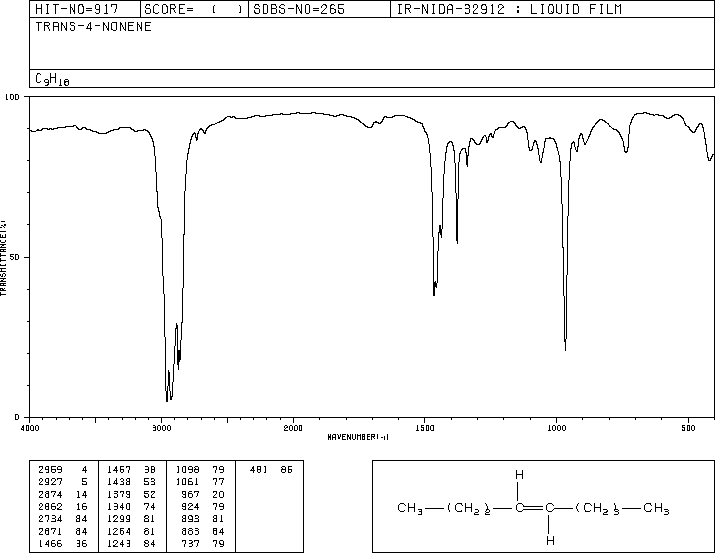 HIT-NO=917 SCORE= ( ) SDBS-NO=265 IR-NIDA-32912 : LIQUID FILM
TRANS-4-NONENE
C9H18
100
50
0
TRANSMITTANCE(%)
4000 3000 2000 1500 1000 500
WAVENUMBER(-1)
2969 4 1467 38 1098 79 481 86
2927 5 1438 53 1061 77
2874 14 1379 52 967 20
2862 16 1340 74 924 79
2734 84 1299 81 893 81
2671 84 1264 81 883 84
1466 36 1243 84 737 79
H
CH3—(CH2)2—C=C—(CH2)3—CH3
H